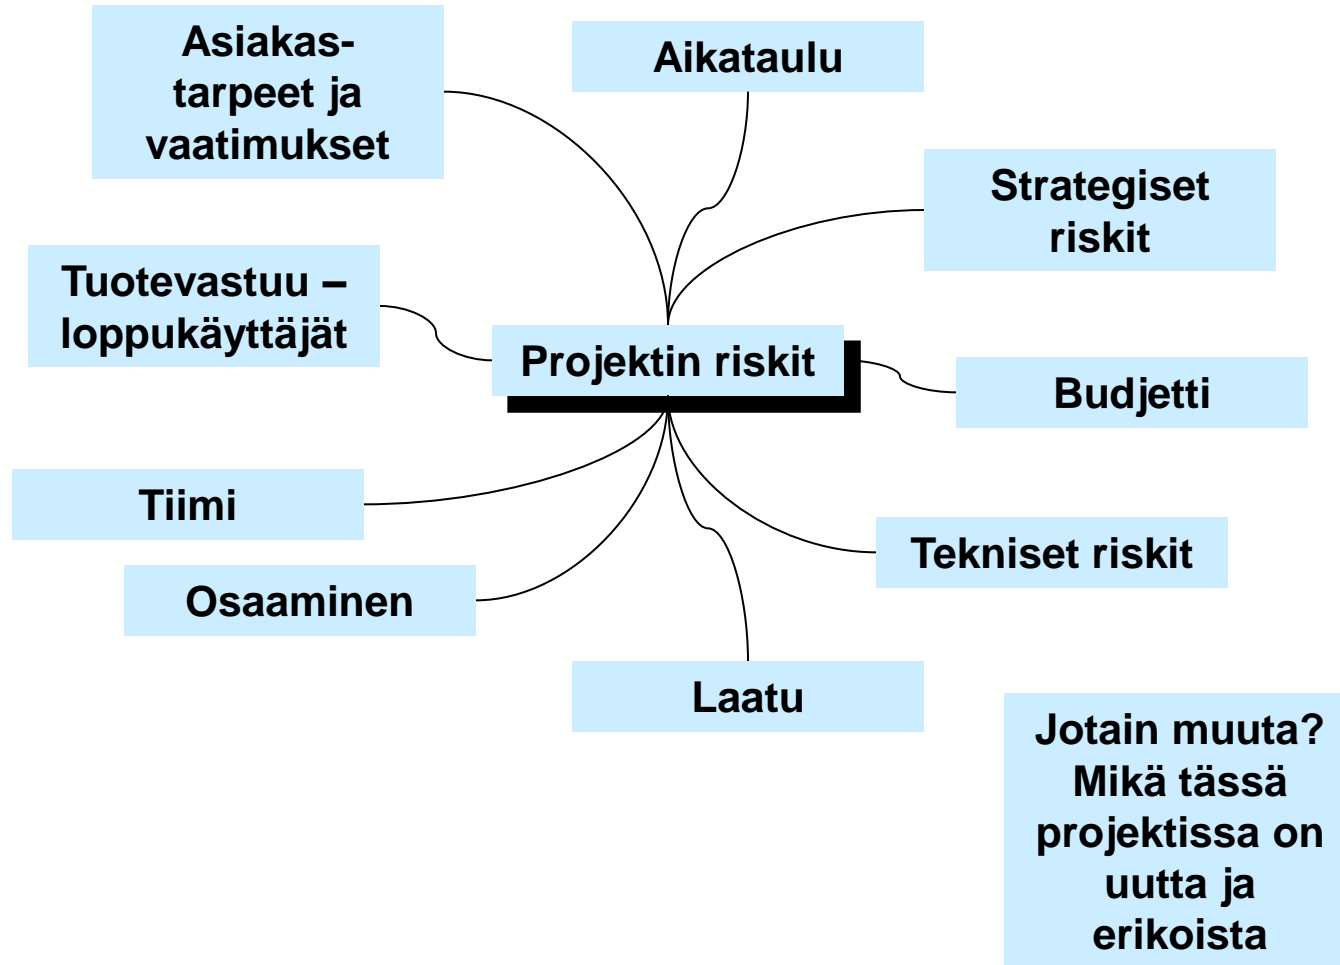 Asiakas-
tarpeet ja
vaatimukset
Aikataulu
Strategiset
riskit
Tuotevastuu –
loppukäyttäjät
Projektin riskit
Budjetti
Tiimi
Tekniset riskit
Osaaminen
Laatu
Jotain muuta?
Mikä tässä
projektissa on
uutta ja
erikoista